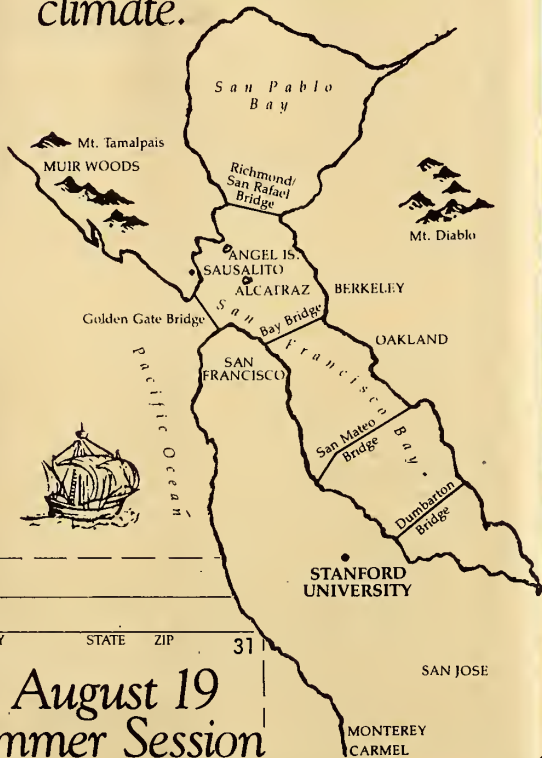 climate.
San Pablo
Bay
Mt. Tamalpais
MUIR WOODS
Richmond/
San Rafael
Bridge
Mt. Diablo
ANGEL IS.
SAUSALITO
ALCATRAZ
BERKELEY
Golden Gate Bridge
San Francisco Bay
Bay Bridge
OAKLAND
SAN
FRANCISCO
Pacific Ocean
San Mateo
Bridge
Dumbarton
Bridge
STANFORD
UNIVERSITY
STATE ZIP 31
SAN JOSE
August 19
mmer Session
MONTEREY
CARMEL